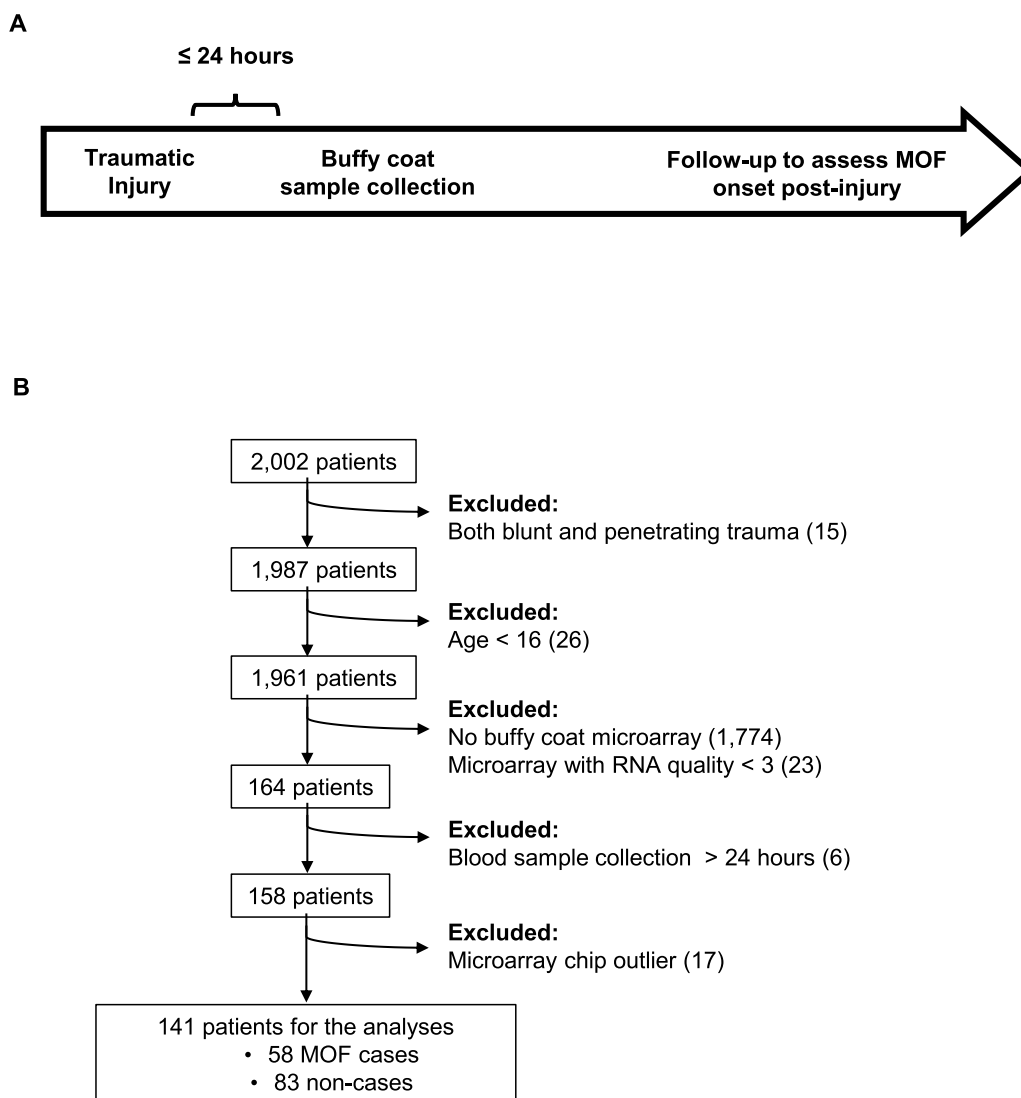 A
≤ 24 hours
Traumatic
Injury
Buffy coat
sample collection
Follow-up to assess MOF
onset post-injury
B
2,002 patients
Excluded:
Both blunt and penetrating trauma (15)
1,987 patients
Excluded:
Age < 16 (26)
1,961 patients
Excluded:
No buffy coat microarray (1,774)
Microarray with RNA quality < 3 (23)
164 patients
Excluded:
Blood sample collection > 24 hours (6)
158 patients
Excluded:
Microarray chip outlier (17)
141 patients for the analyses
• 58 MOF cases
• 83 non-cases